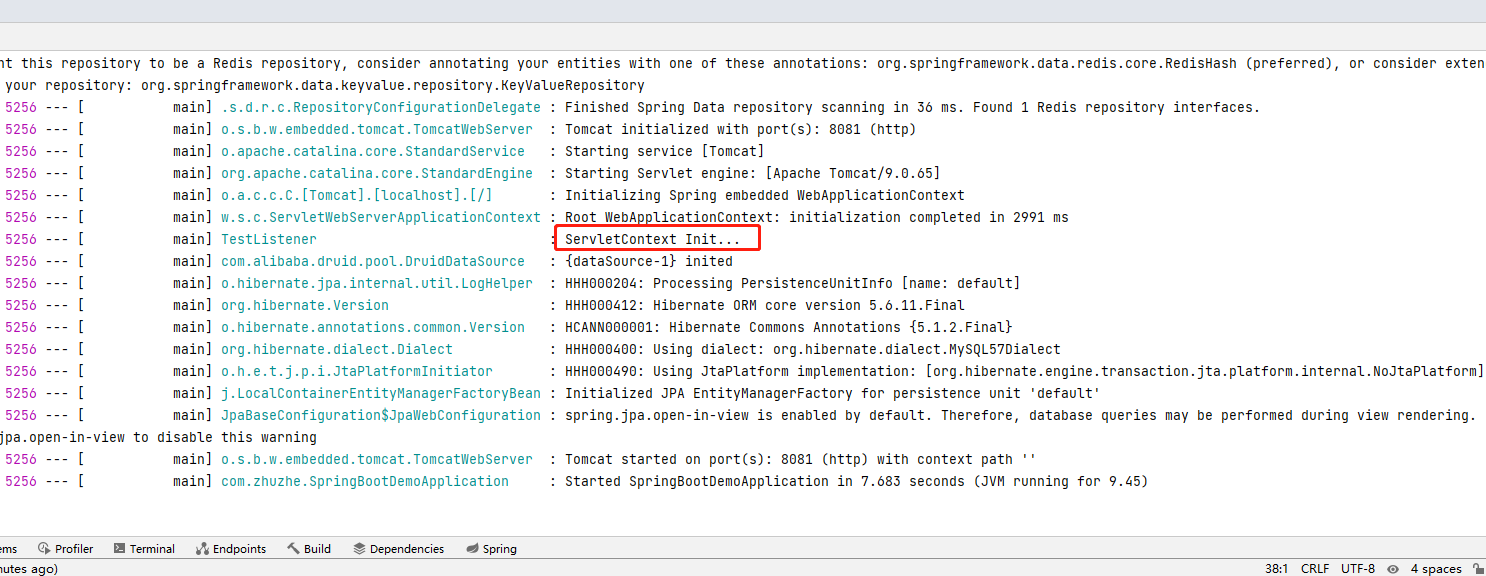 nt this repository to be a Redis repository, consider annotating your entities with one of these annotations: org.springframework.data.redis.core.RedisHash (preferred), or consider exten
your repository: org.springframework.data.keyvalue.repository.KeyValueRepository
5256 --- [           main] .s.d.r.c.RepositoryConfigurationDelegate : Finished Spring Data repository scanning in 36 ms. Found 1 Redis repository interfaces.
5256 --- [           main] o.s.b.w.embedded.tomcat.TomcatWebServer  : Tomcat initialized with port(s): 8081 (http)
5256 --- [           main] o.apache.catalina.core.StandardService   : Starting service [Tomcat]
5256 --- [           main] org.apache.catalina.core.StandardEngine  : Starting Servlet engine: [Apache Tomcat/9.0.65]
5256 --- [           main] o.a.c.c.C.[Tomcat].[localhost].[/]       : Initializing Spring embedded WebApplicationContext
5256 --- [           main] w.s.c.ServletWebServerApplicationContext : Root WebApplicationContext: initialization completed in 2991 ms
5256 --- [           main] TestListener                             : ServletContext Init...
5256 --- [           main] com.alibaba.druid.pool.DruidDataSource   : {dataSource-1} inited
5256 --- [           main] o.hibernate.jpa.internal.util.LogHelper  : HHH000204: Processing PersistenceUnitInfo [name: default]
5256 --- [           main] org.hibernate.Version                    : HHH000412: Hibernate ORM core version 5.6.11.Final
5256 --- [           main] o.hibernate.annotations.common.Version   : HCANN000001: Hibernate Commons Annotations {5.1.2.Final}
5256 --- [           main] org.hibernate.dialect.Dialect            : HHH000400: Using dialect: org.hibernate.dialect.MySQL57Dialect
5256 --- [           main] o.h.e.t.j.p.i.JtaPlatformInitiator       : HHH000490: Using JtaPlatform implementation: [org.hibernate.engine.transaction.jta.platform.internal.NoJtaPlatform]
5256 --- [           main] j.LocalContainerEntityManagerFactoryBean : Initialized JPA EntityManagerFactory for persistence unit 'default'
5256 --- [           main] JpaBaseConfiguration$JpaWebConfiguration : spring.jpa.open-in-view is enabled by default. Therefore, database queries may be performed during view rendering.
jpa.open-in-view to disable this warning
5256 --- [           main] o.s.b.w.embedded.tomcat.TomcatWebServer  : Tomcat started on port(s): 8081 (http) with context path ''
5256 --- [           main] com.zhuzhe.SpringBootDemoApplication     : Started SpringBootDemoApplication in 7.683 seconds (JVM running for 9.45)
ems Profiler Terminal Endpoints Build Dependencies Spring
nutes ago) 38:1 CRLF UTF-8 4 spaces